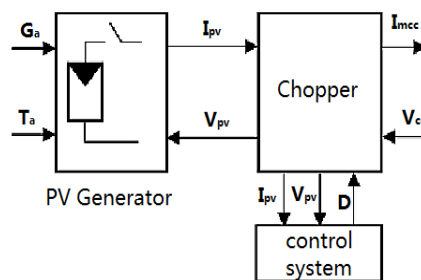 Ga
Ipv
Imcc
Chopper
Ta
Vpv
Vc
PV Generator
Ipv
Vpv
D
control
system